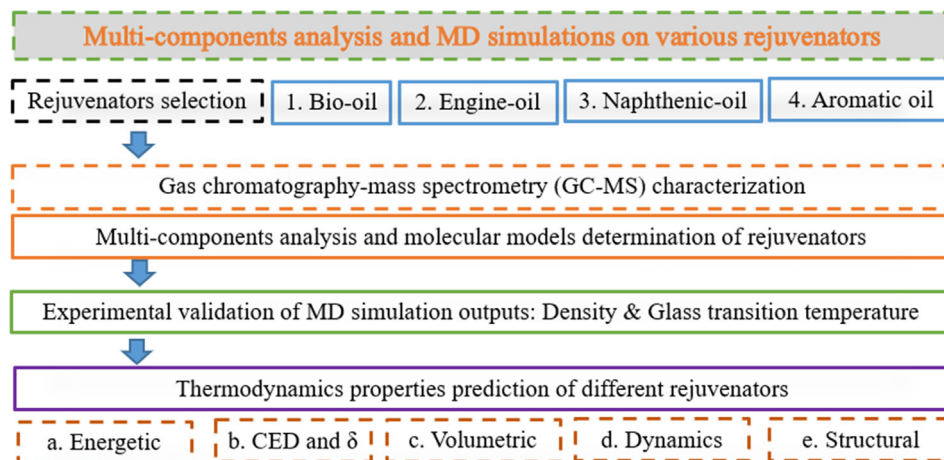 Multi-components analysis and MD simulations on various rejuvenators
Rejuvenators selection
1. Bio-oil
2. Engine-oil
3. Naphthenic-oil
4. Aromatic oil
Gas chromatography-mass spectrometry (GC-MS) characterization
Multi-components analysis and molecular models determination of rejuvenators
Experimental validation of MD simulation outputs: Density & Glass transition temperature
Thermodynamics properties prediction of different rejuvenators
a. Energetic
b. CED and δ
c. Volumetric
d. Dynamics
e. Structural